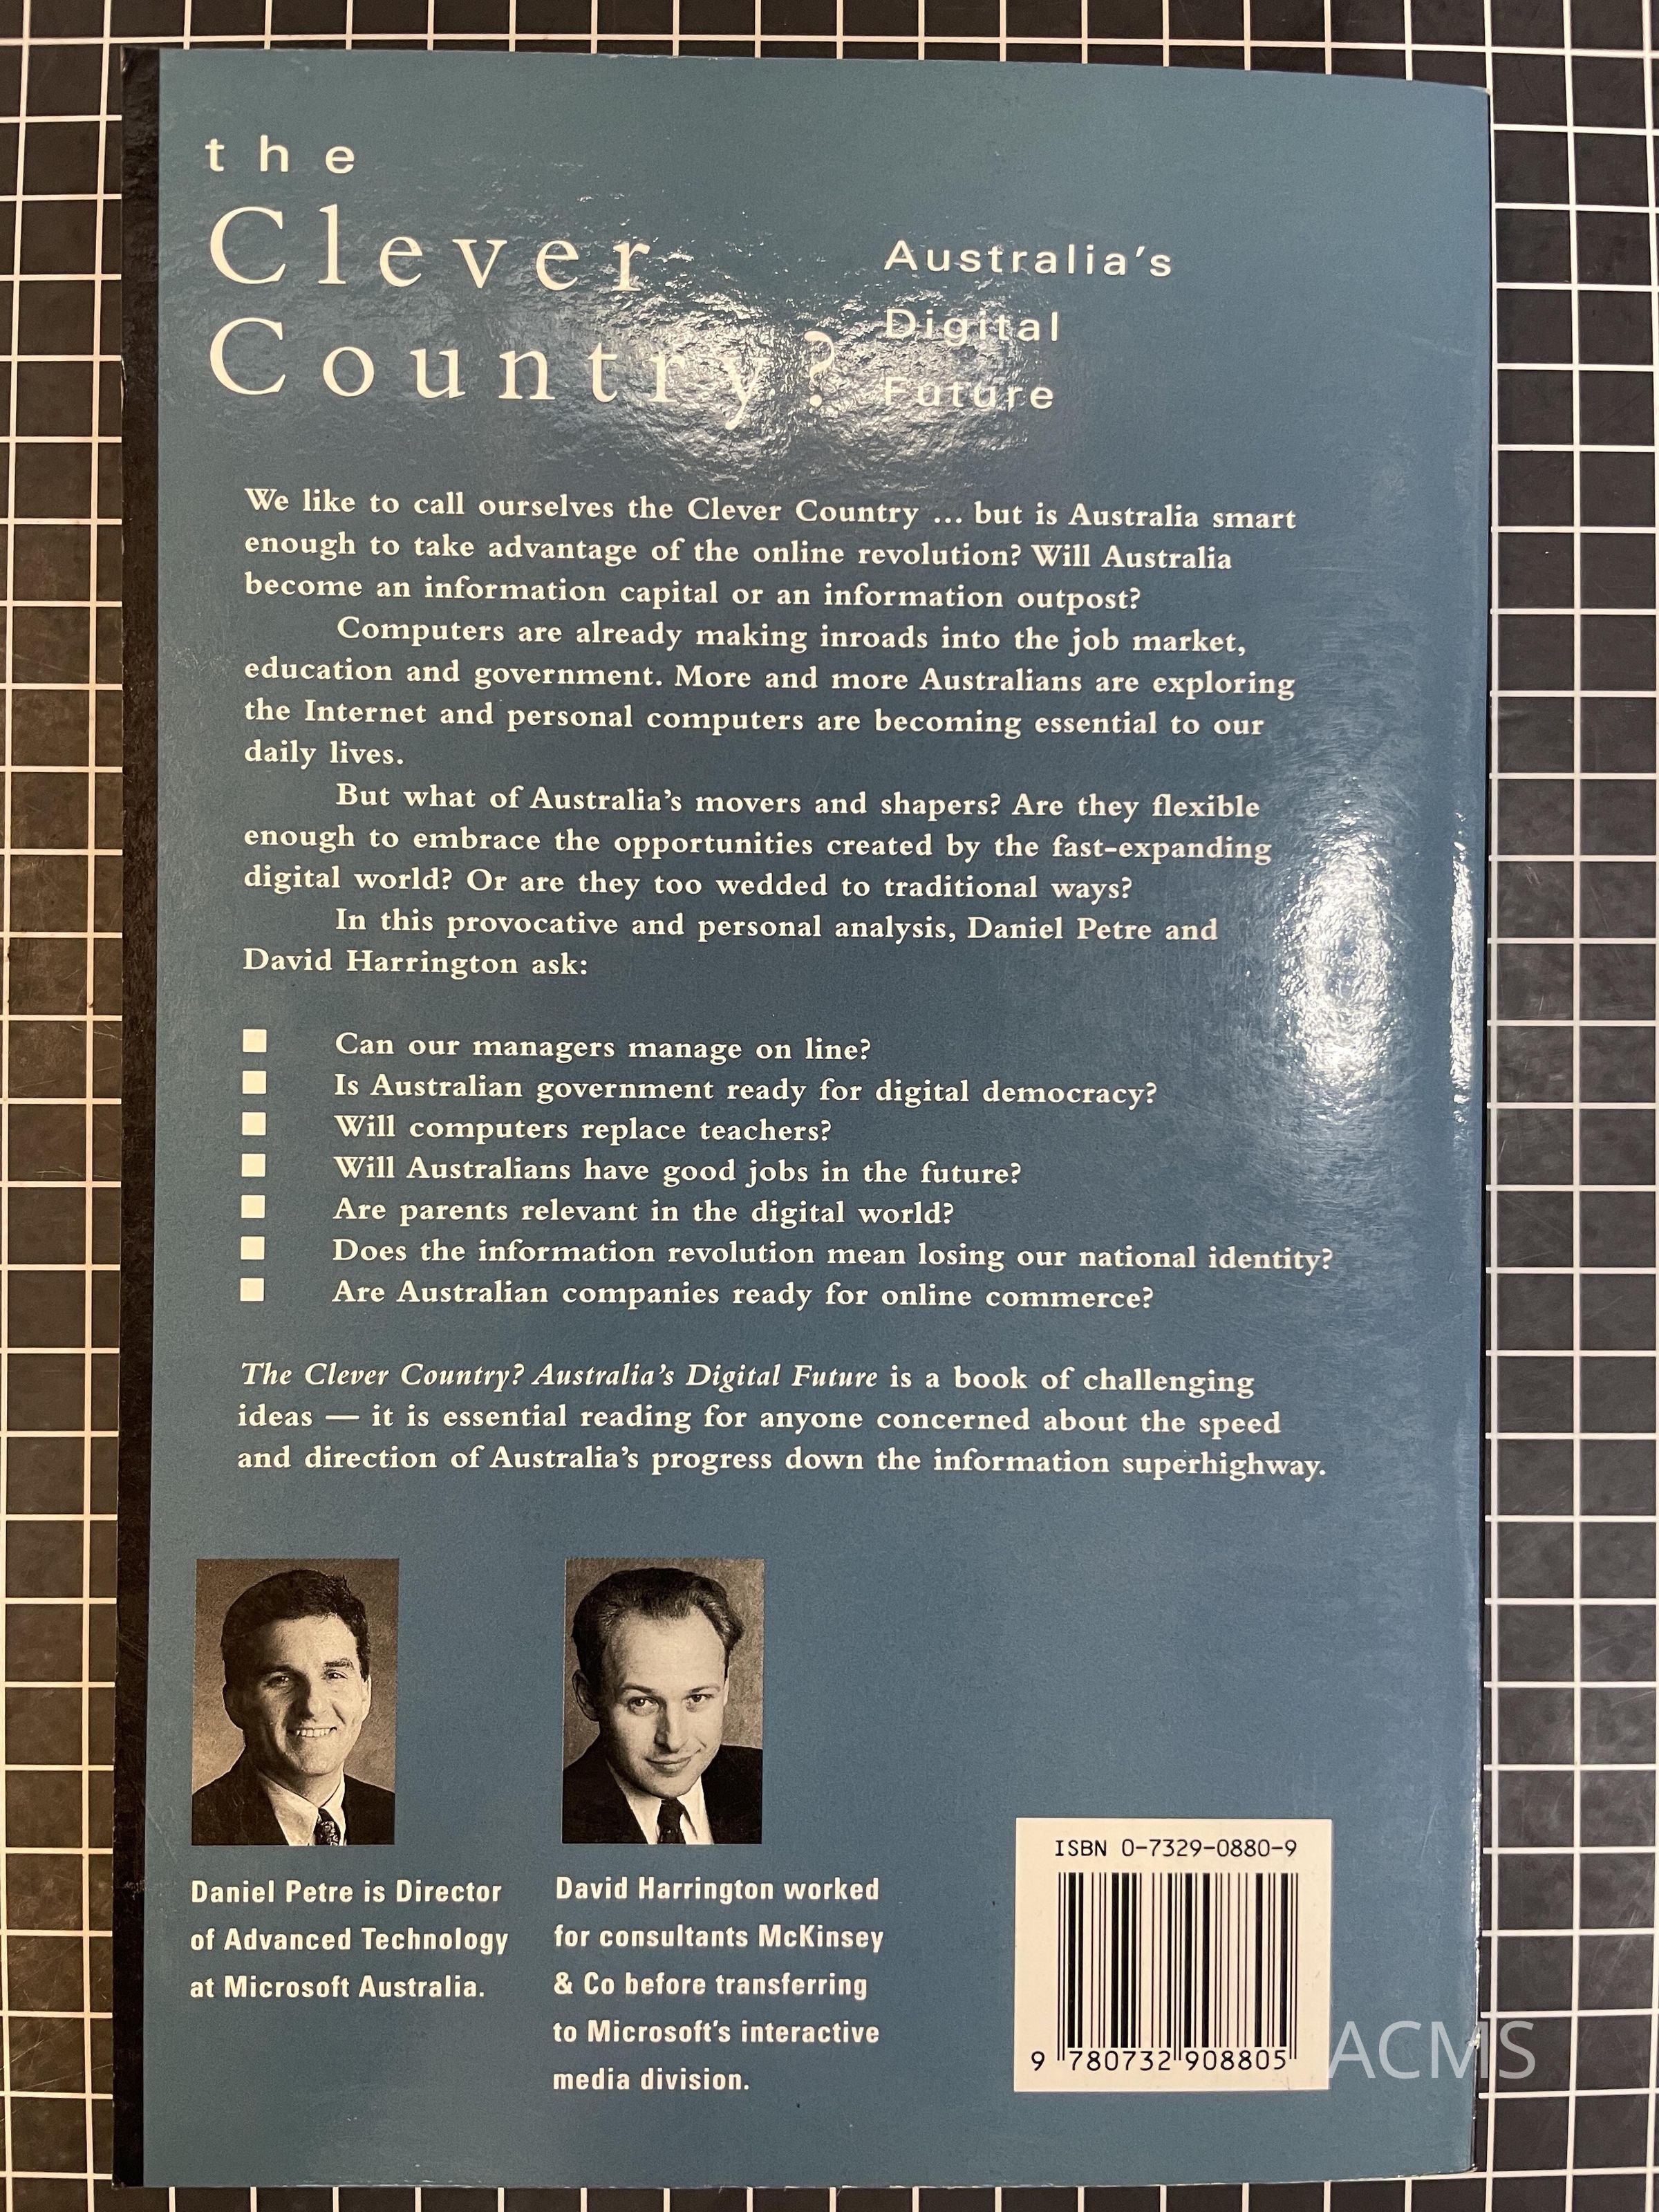 the
Clever
Country?
Australia's
Digital
Future
We like to call ourselves the Clever Country ... but is Australia smart
enough to take advantage of the online revolution? Will Australia
become an information capital or an information outpost?
Computers are already making inroads into the job market,
education and government. More and more Australians are exploring
the Internet and personal computers are becoming essential to our
daily lives.
But what of Australia's movers and shapers? Are they flexible
enough to embrace the opportunities created by the fast-expanding
digital world? Or are they too wedded to traditional ways?
In this provocative and personal analysis, Daniel Petre and
David Harrington ask:
■ Can our managers manage on line?
■ Is Australian government ready for digital democracy?
■ Will computers replace teachers?
■ Will Australians have good jobs in the future?
■ Are parents relevant in the digital world?
■ Does the information revolution mean losing our national identity?
■ Are Australian companies ready for online commerce?
The Clever Country? Australia's Digital Future is a book of challenging
ideas — it is essential reading for anyone concerned about the speed
and direction of Australia's progress down the information superhighway.
Daniel Petre is Director
of Advanced Technology
at Microsoft Australia.
David Harrington worked
for consultants McKinsey
& Co before transferring
to Microsoft's interactive
media division.
ISBN 0-7329-0880-9
9 780732 908805
ACMS